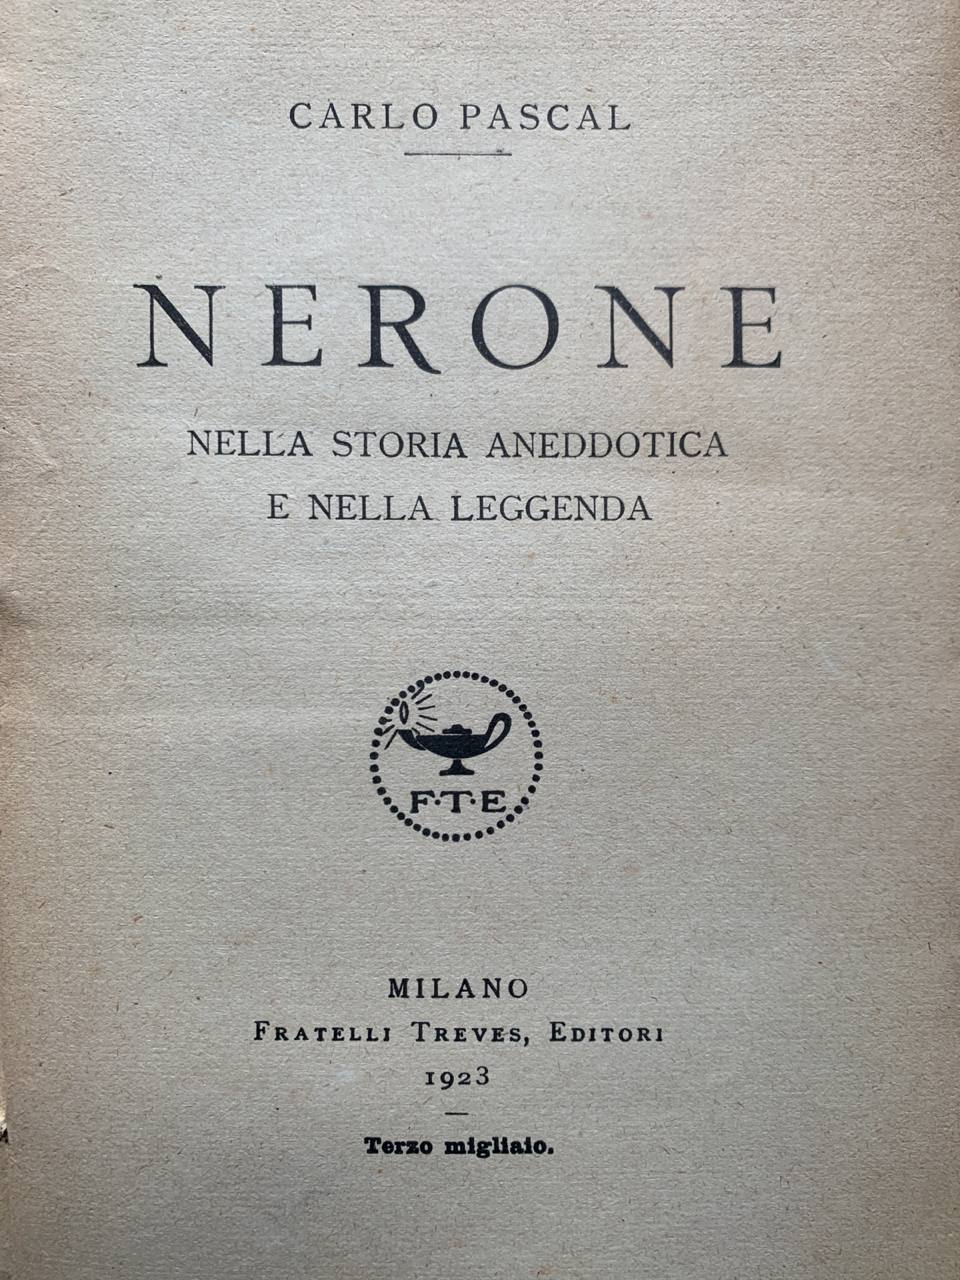 CARLO PASCAL
NERONE
NELLA STORIA ANEDDOTICA
E NELLA LEGGENDA
F·T·E
MILANO
FRATELLI TREVES, EDITORI
1923
Terzo migliaio.